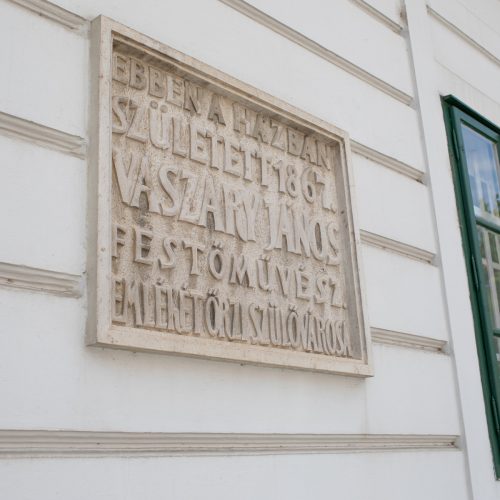 EBBEN A HÁZBAN
SZÜLETETT 1867.
VASZARY JÁNOS
FESTŐMŰVÉSZ.
EMLÉKÉT ŐRZI SZÜLŐVÁROSA